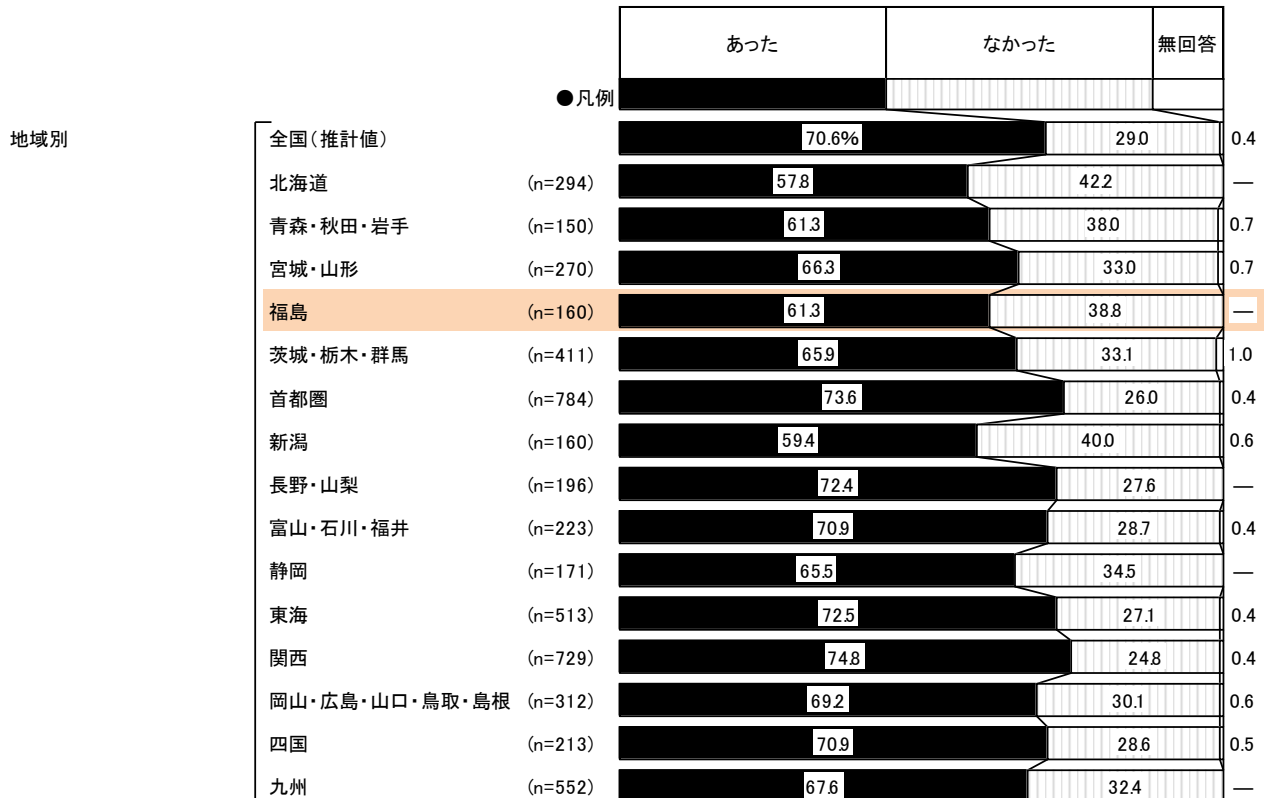 あった なかった 無回答
●凡例
地域別 全国(推計値) 70.6% 29.0 0.4
北海道 (n=294) 57.8 42.2 ―
青森・秋田・岩手 (n=150) 61.3 38.0 0.7
宮城・山形 (n=270) 66.3 33.0 0.7
福島 (n=160) 61.3 38.8 ―
茨城・栃木・群馬 (n=411) 65.9 33.1 1.0
首都圏 (n=784) 73.6 26.0 0.4
新潟 (n=160) 59.4 40.0 0.6
長野・山梨 (n=196) 72.4 27.6 ―
富山・石川・福井 (n=223) 70.9 28.7 0.4
静岡 (n=171) 65.5 34.5 ―
東海 (n=513) 72.5 27.1 0.4
関西 (n=729) 74.8 24.8 0.4
岡山・広島・山口・鳥取・島根 (n=312) 69.2 30.1 0.6
四国 (n=213) 70.9 28.6 0.5
九州 (n=552) 67.6 32.4 ―